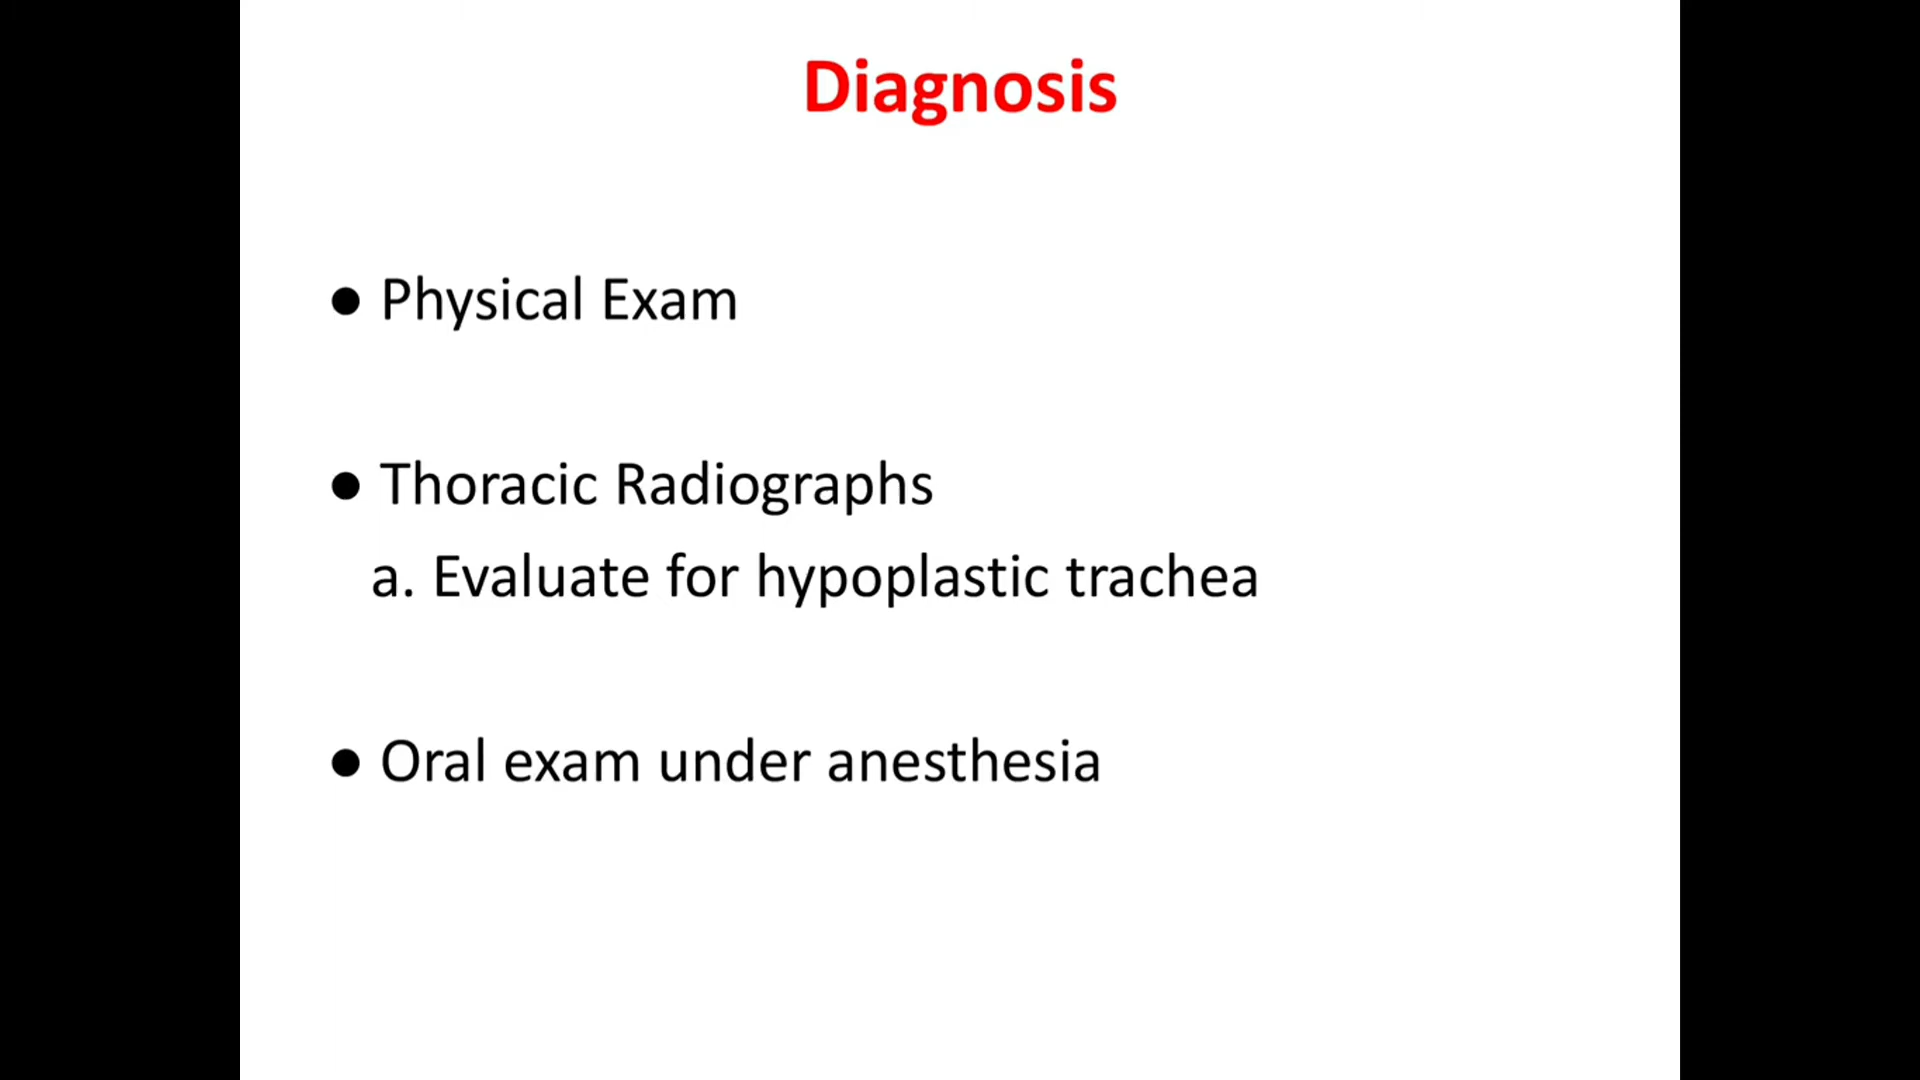 Diagnosis
● Physical Exam
● Thoracic Radiographs
a. Evaluate for hypoplastic trachea
● Oral exam under anesthesia